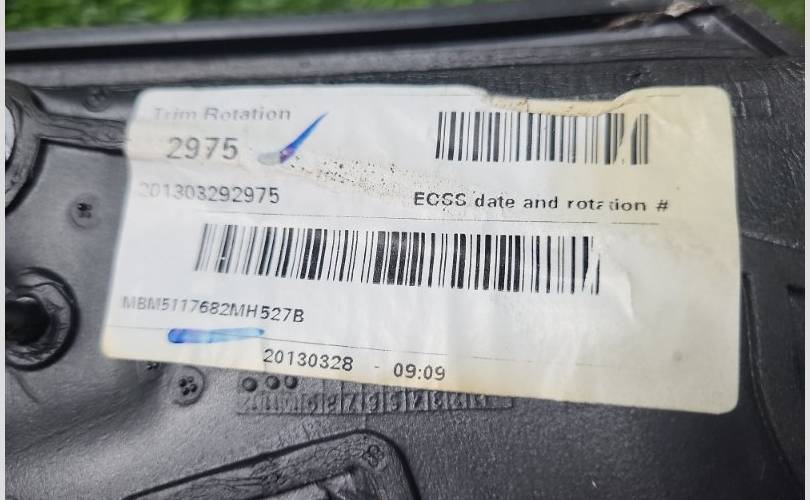 Trim Rotation
2975
201303292975
ECSS date and rotation #
MBM5117682MH527B
20130328 - 09:09